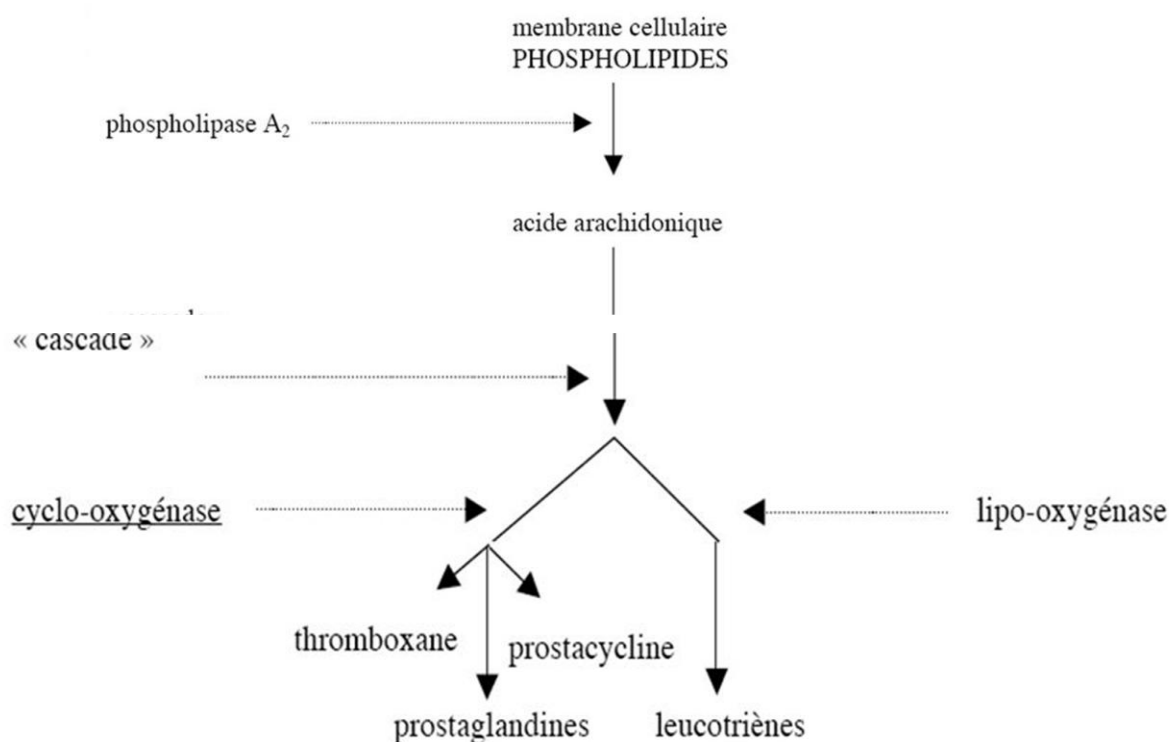 membrane cellulaire
PHOSPHOLIPIDES
phospholipase A₂
acide arachidonique
« cascade »
cyclo-oxygénase
lipo-oxygénase
thromboxane
prostacycline
prostaglandines
leucotriènes